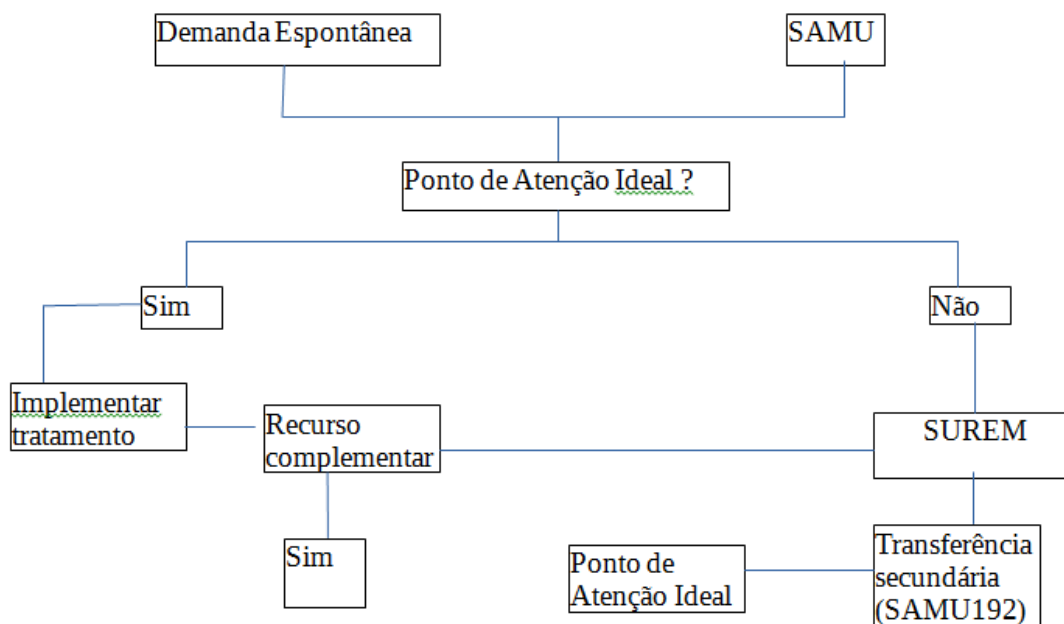 Demanda Espontânea
SAMU
Ponto de Atenção Ideal ?
Sim
Não
Implementar
tratamento
Recurso
complementar
SUREM
Sim
Ponto de
Atenção Ideal
Transferência
secundária
(SAMU192)